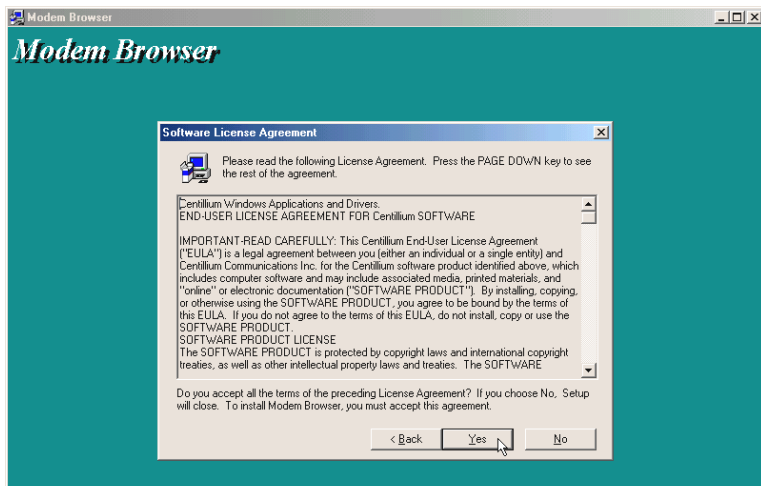 Modem Browser
Modem Browser
Software License Agreement
Please read the following License Agreement. Press the PAGE DOWN key to see
the rest of the agreement.
Centillium Windows Applications and Drivers.
END-USER LICENSE AGREEMENT FOR Centillium SOFTWARE
IMPORTANT-READ CAREFULLY: This Centillium End-User License Agreement
("EULA") is a legal agreement between you (either an individual or a single entity) and
Centillium Communications Inc. for the Centillium software product identified above, which
includes computer software and may include associated media, printed materials, and
"online" or electronic documentation ("SOFTWARE PRODUCT"). By installing, copying,
or otherwise using the SOFTWARE PRODUCT, you agree to be bound by the terms of
this EULA. If you do not agree to the terms of this EULA, do not install, copy or use the
SOFTWARE PRODUCT.
SOFTWARE PRODUCT LICENSE
The SOFTWARE PRODUCT is protected by copyright laws and international copyright
treaties, as well as other intellectual property laws and treaties. The SOFTWARE
Do you accept all the terms of the preceding License Agreement? If you choose No, Setup
will close. To install Modem Browser, you must accept this agreement.
< Back Yes No